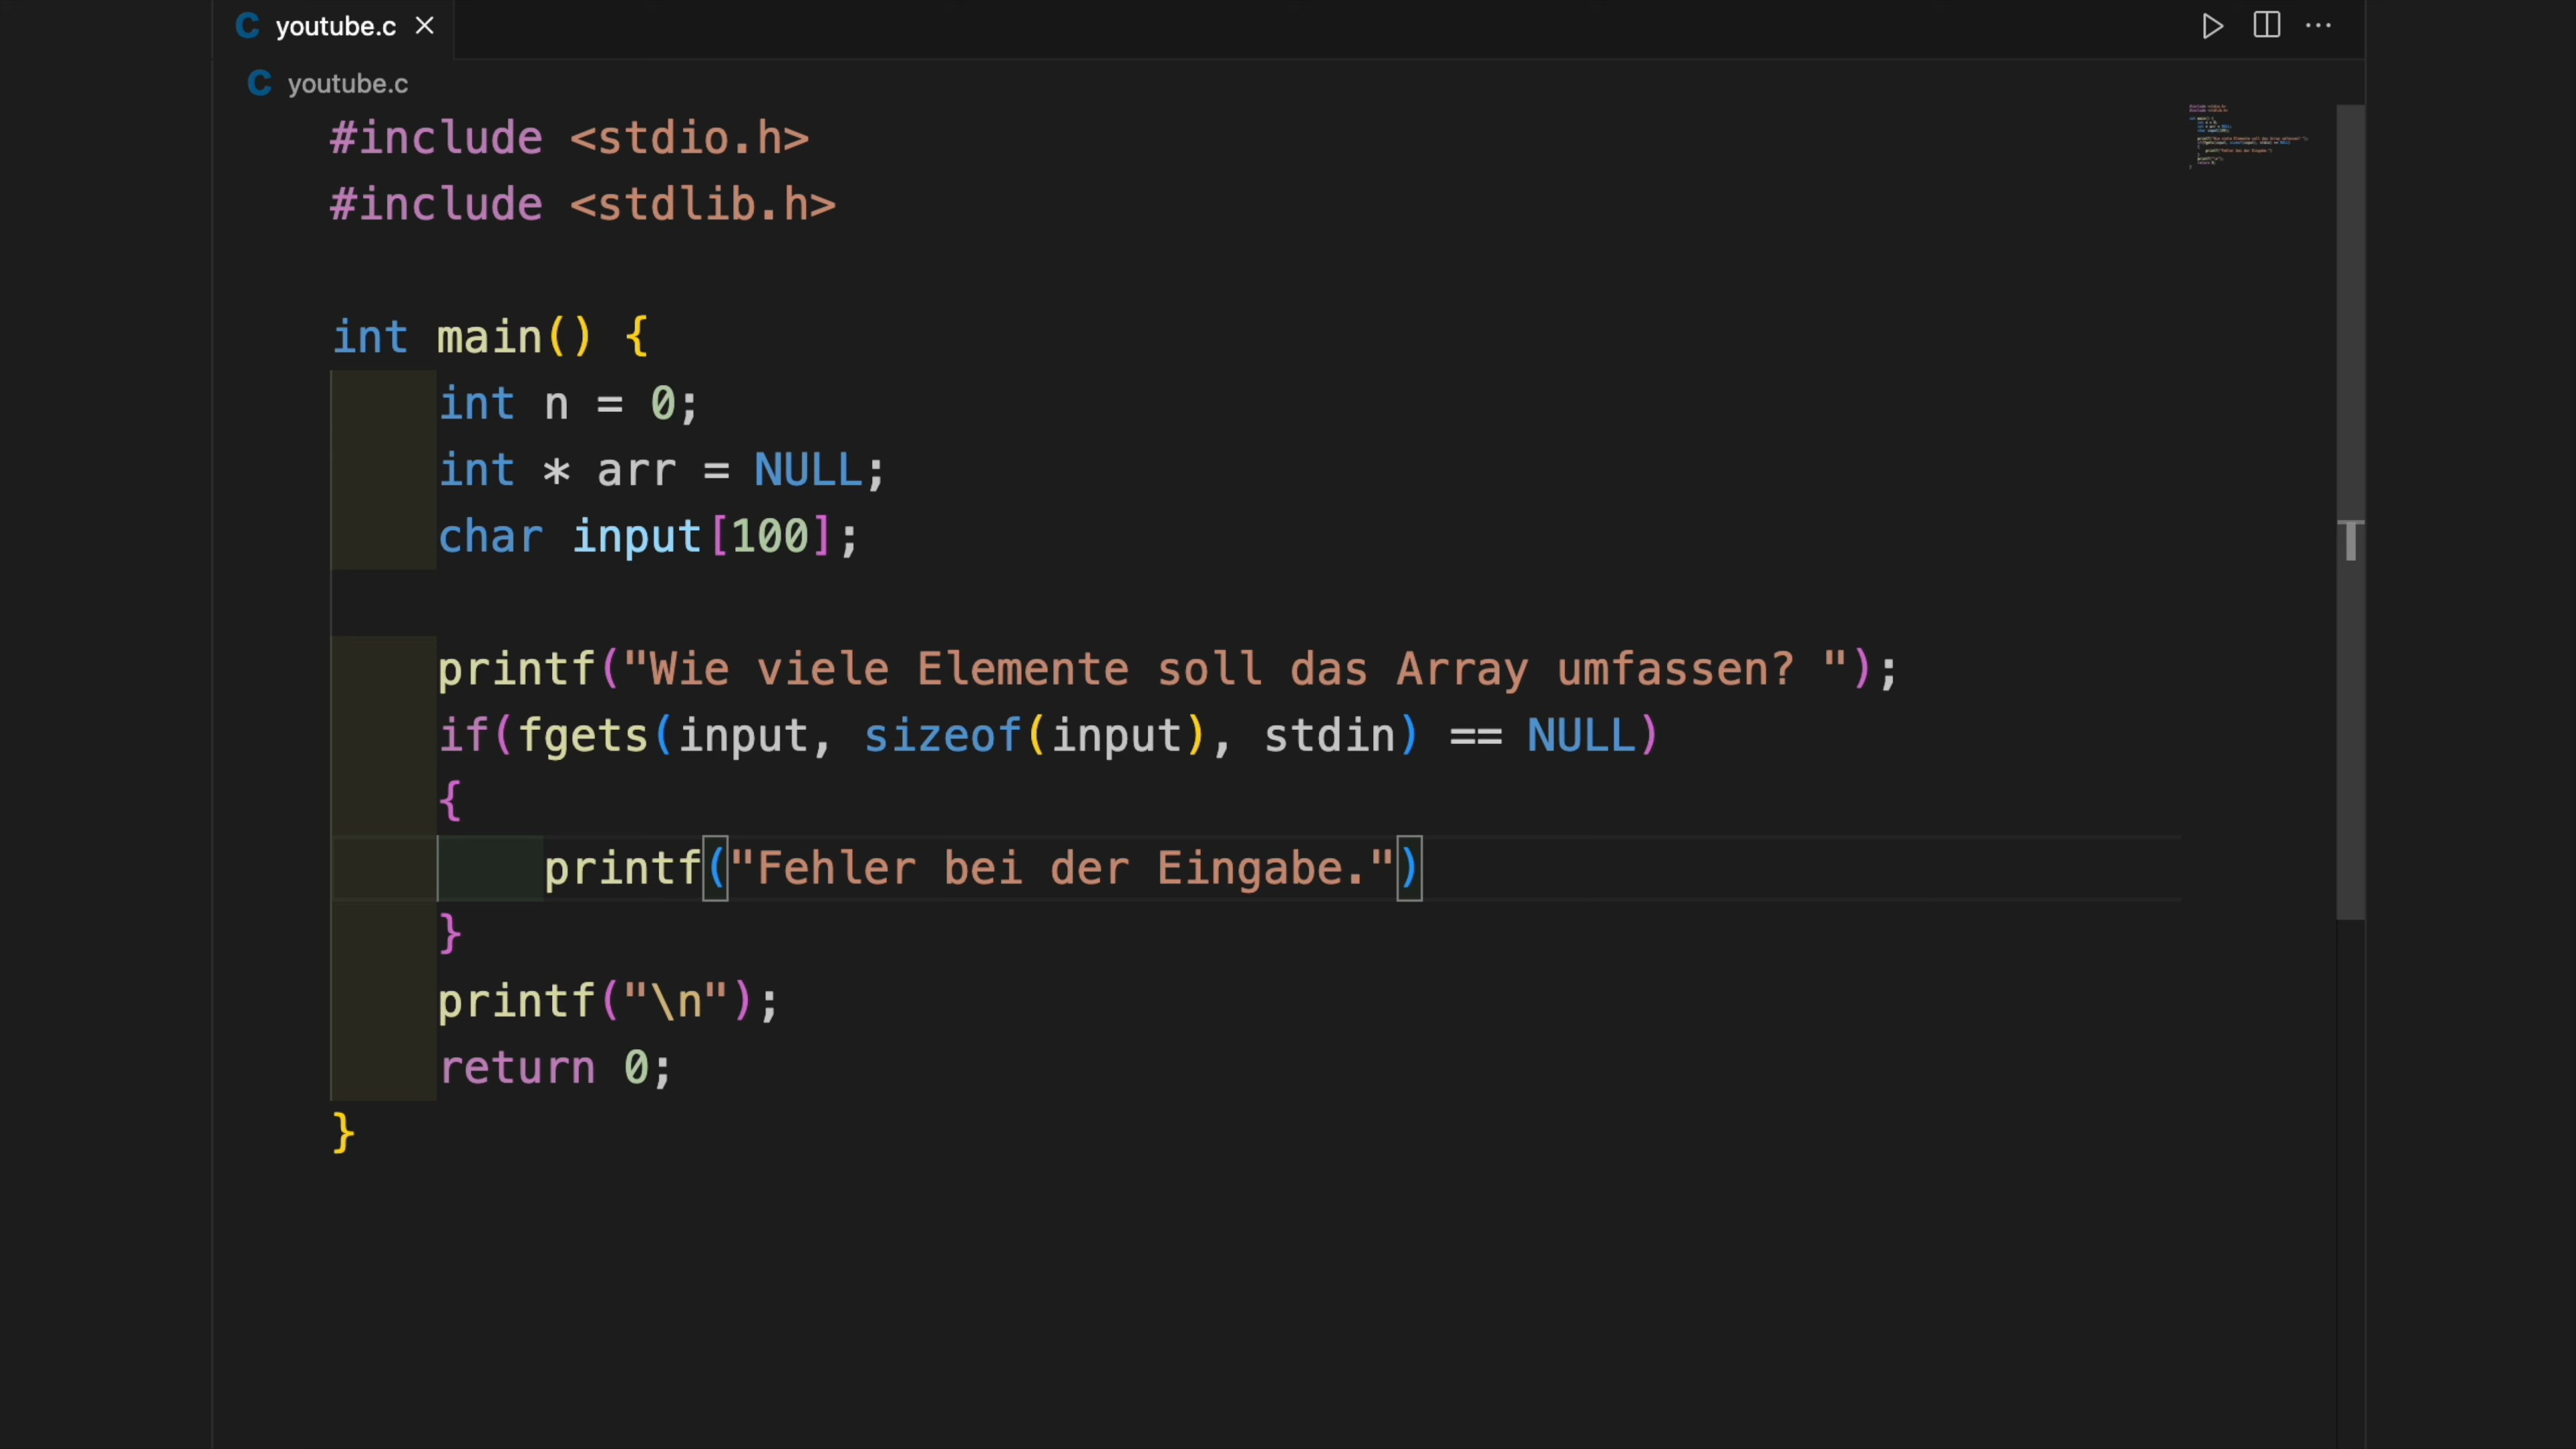 youtube.c
youtube.c
#include <stdio.h>
#include <stdlib.h>
int main() {
int n = 0;
int * arr = NULL;
char input[100];
printf("Wie viele Elemente soll das Array umfassen? ");
if(fgets(input, sizeof(input), stdin) == NULL)
{
printf("Fehler bei der Eingabe.")
}
printf("\n");
return 0;
}